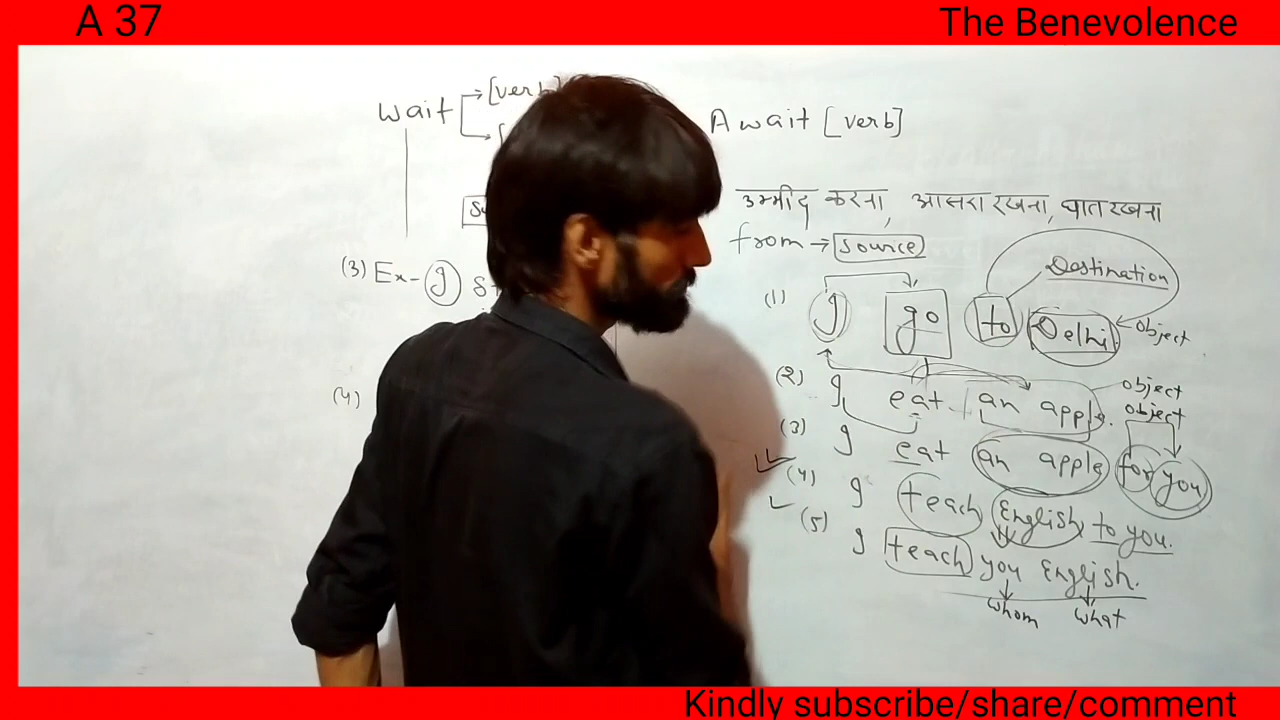 A 37
The Benevolence
wait [verb]
Await [verb]
उम्मीद करना, आसरा रखना, घात रखना
from → source
(3) Ex - I
(4)
Destination
(1) I go to Delhi ← object
(2) I eat an apple. object
object
(3) I eat an apple for you
(4) I teach English to you.
(5) I teach you English.
whom what
Kindly subscribe/share/comment